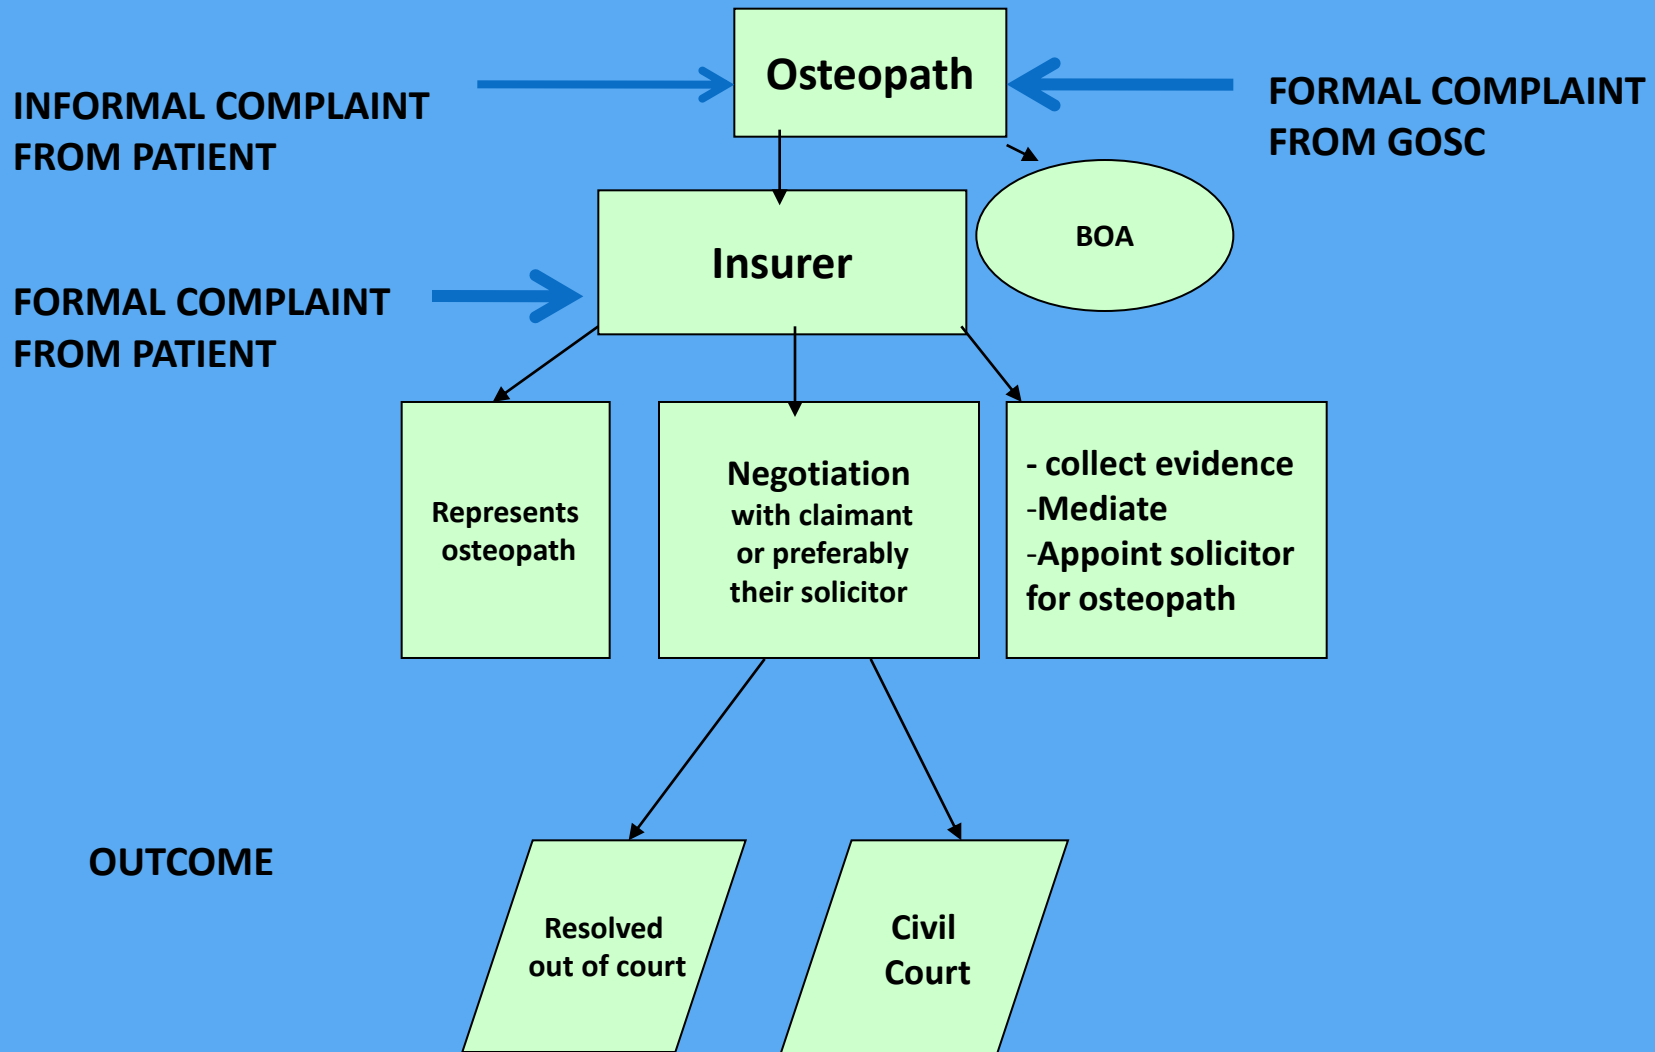 Osteopath
INFORMAL COMPLAINT
FROM PATIENT
FORMAL COMPLAINT
FROM GOSC
BOA
Insurer
FORMAL COMPLAINT
FROM PATIENT
Represents
osteopath
Negotiation
with claimant
or preferably
their solicitor
- collect evidence
-Mediate
-Appoint solicitor
for osteopath
OUTCOME
Resolved
out of court
Civil
Court